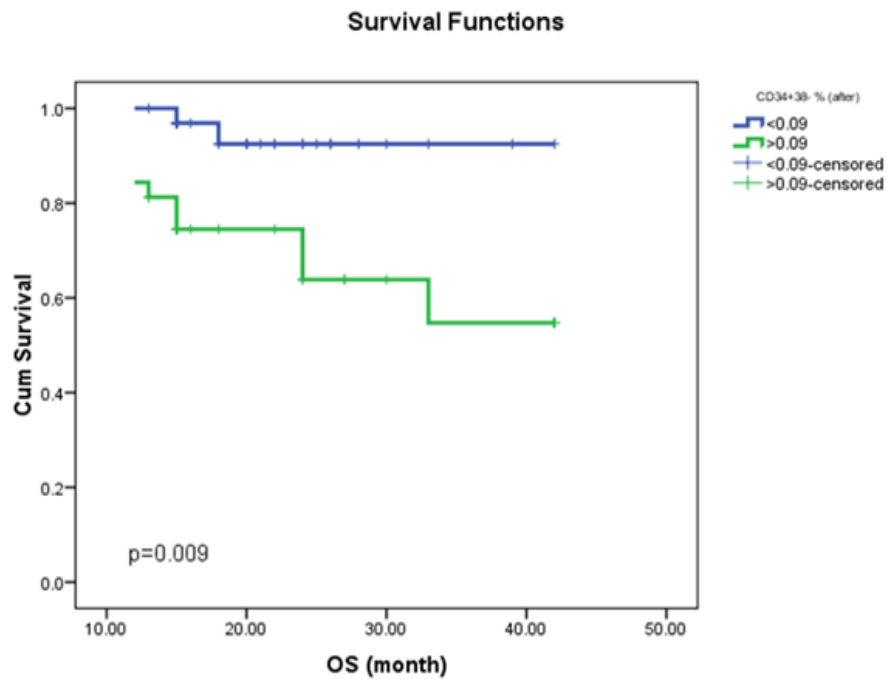 Survival Functions
CD34+38- % (after)
<0.09
>0.09
<0.09-censored
>0.09-censored
Cum Survival
1.0
0.8
0.6
0.4
0.2
0.0
p=0.009
10.00 20.00 30.00 40.00 50.00
OS (month)